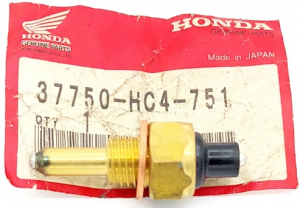 HONDA
GENUINE PARTS
HONDA
GENUINE PARTS
Made in JAPAN
37750-HC4-751
QTY 1